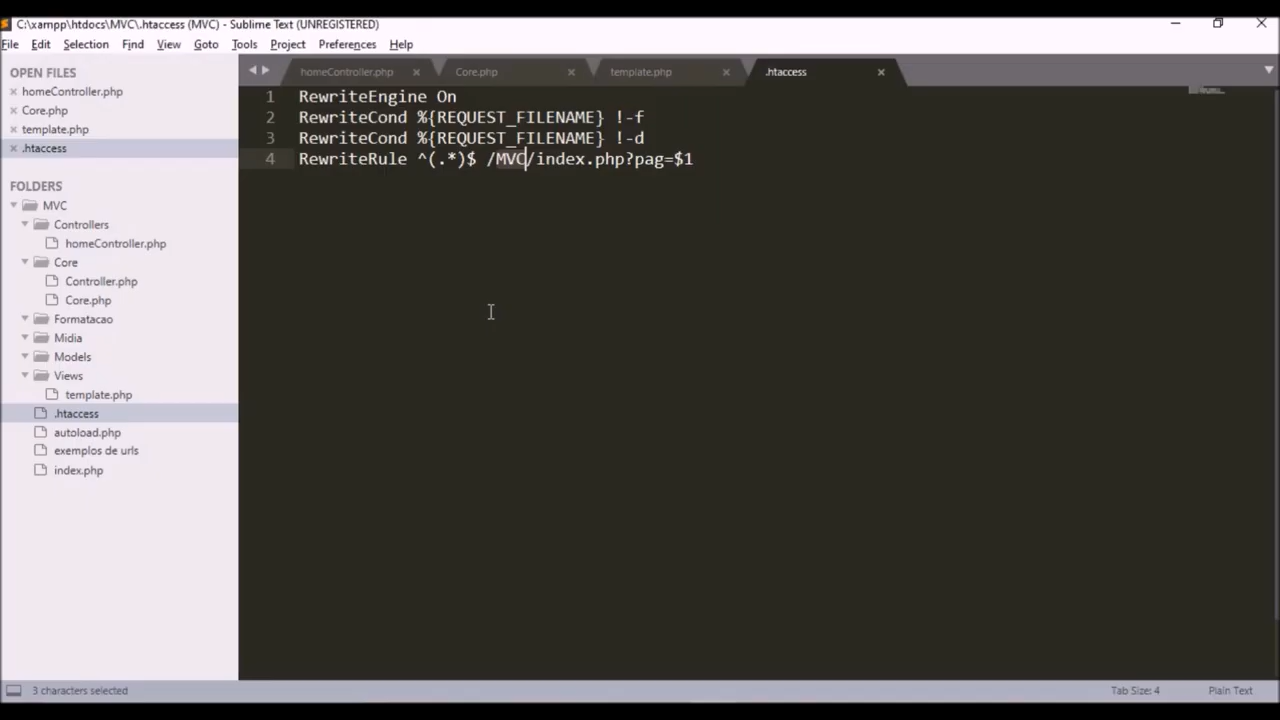 C:\xampp\htdocs\MVC\.htaccess (MVC) - Sublime Text (UNREGISTERED)
File Edit Selection Find View Goto Tools Project Preferences Help
OPEN FILES
homeController.php
Core.php
template.php
.htaccess
FOLDERS
MVC
Controllers
homeController.php
Core
Controller.php
Core.php
Formatacao
Midia
Models
Views
template.php
.htaccess
autoload.php
exemplos de urls
index.php
homeController.php Core.php template.php .htaccess
1 RewriteEngine On
2 RewriteCond %{REQUEST_FILENAME} !-f
3 RewriteCond %{REQUEST_FILENAME} !-d
4 RewriteRule ^(.*)$ /MVC/index.php?pag=$1
3 characters selected Tab Size: 4 Plain Text